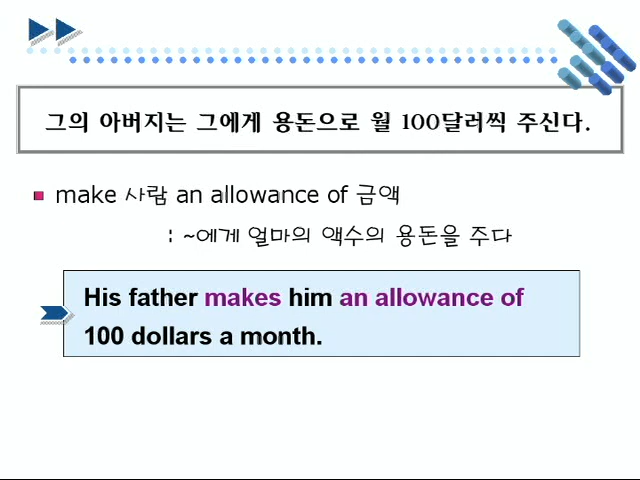 그의 아버지는 그에게 용돈으로 월 100달러씩 주신다.
make 사람 an allowance of 금액
: ~에게 얼마의 액수의 용돈을 주다
His father makes him an allowance of
100 dollars a month.